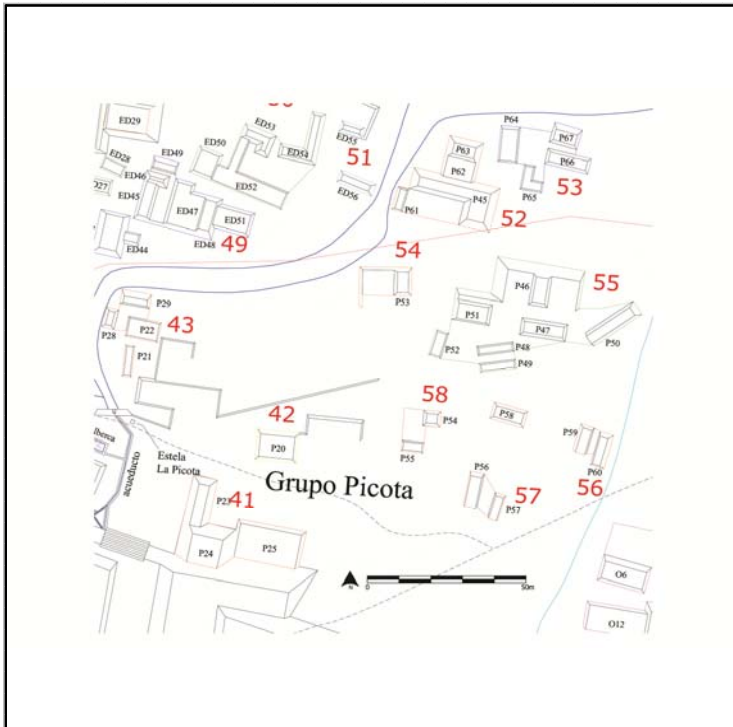 ED29
ED53
ED50
ED54
ED55
51
ED28
ED49
ED46
ED52
ED56
ED45
ED47
ED51
ED48
49
ED44
P64
P67
P63
P66
P62
53
P65
P45
P61
52
54
P53
P46
55
P51
P47
P50
P52
P48
P49
P29
P28
P22
43
P21
58
P54
P58
P59
P55
42
P20
P60
56
Estela
La Picota
acueducto
Grupo Picota
P56
57
P57
P23
41
P24
P25
N
0
50m
O6
O12